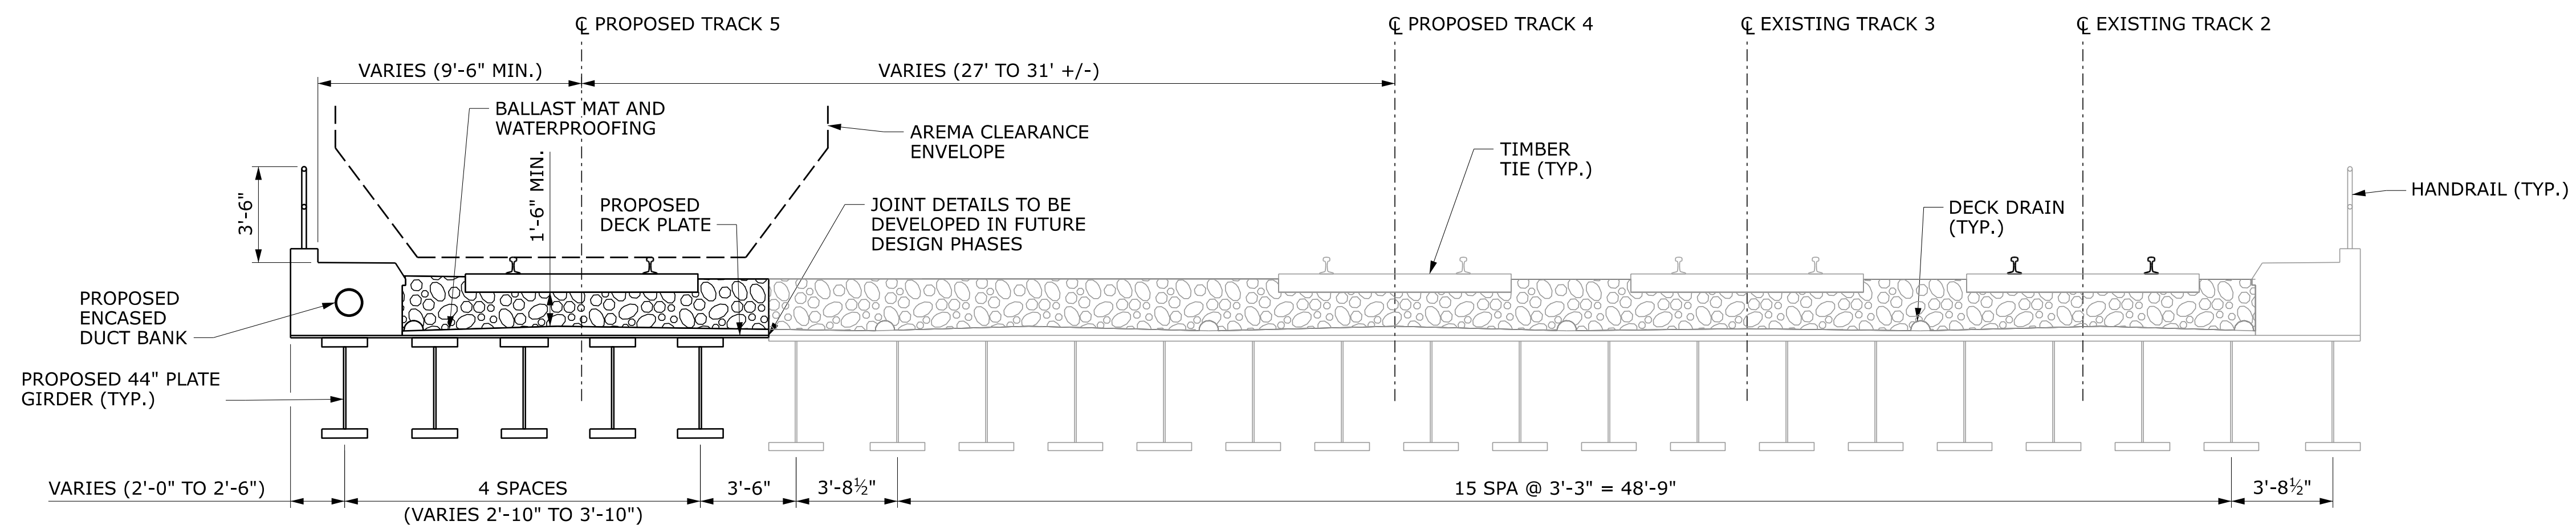 ℄ PROPOSED TRACK 5
℄ PROPOSED TRACK 4
℄ EXISTING TRACK 3
℄ EXISTING TRACK 2
VARIES (9'-6" MIN.)
VARIES (27' TO 31' +/-)
BALLAST MAT AND
WATERPROOFING
AREMA CLEARANCE
ENVELOPE
TIMBER
TIE (TYP.)
HANDRAIL (TYP.)
3'-6"
1'-6" MIN.
PROPOSED
DECK PLATE
JOINT DETAILS TO BE
DEVELOPED IN FUTURE
DESIGN PHASES
DECK DRAIN
(TYP.)
PROPOSED
ENCASED
DUCT BANK
PROPOSED 44" PLATE
GIRDER (TYP.)
VARIES (2'-0" TO 2'-6")
4 SPACES
(VARIES 2'-10" TO 3'-10")
3'-6"
3'-8½"
15 SPA @ 3'-3" = 48'-9"
3'-8½"